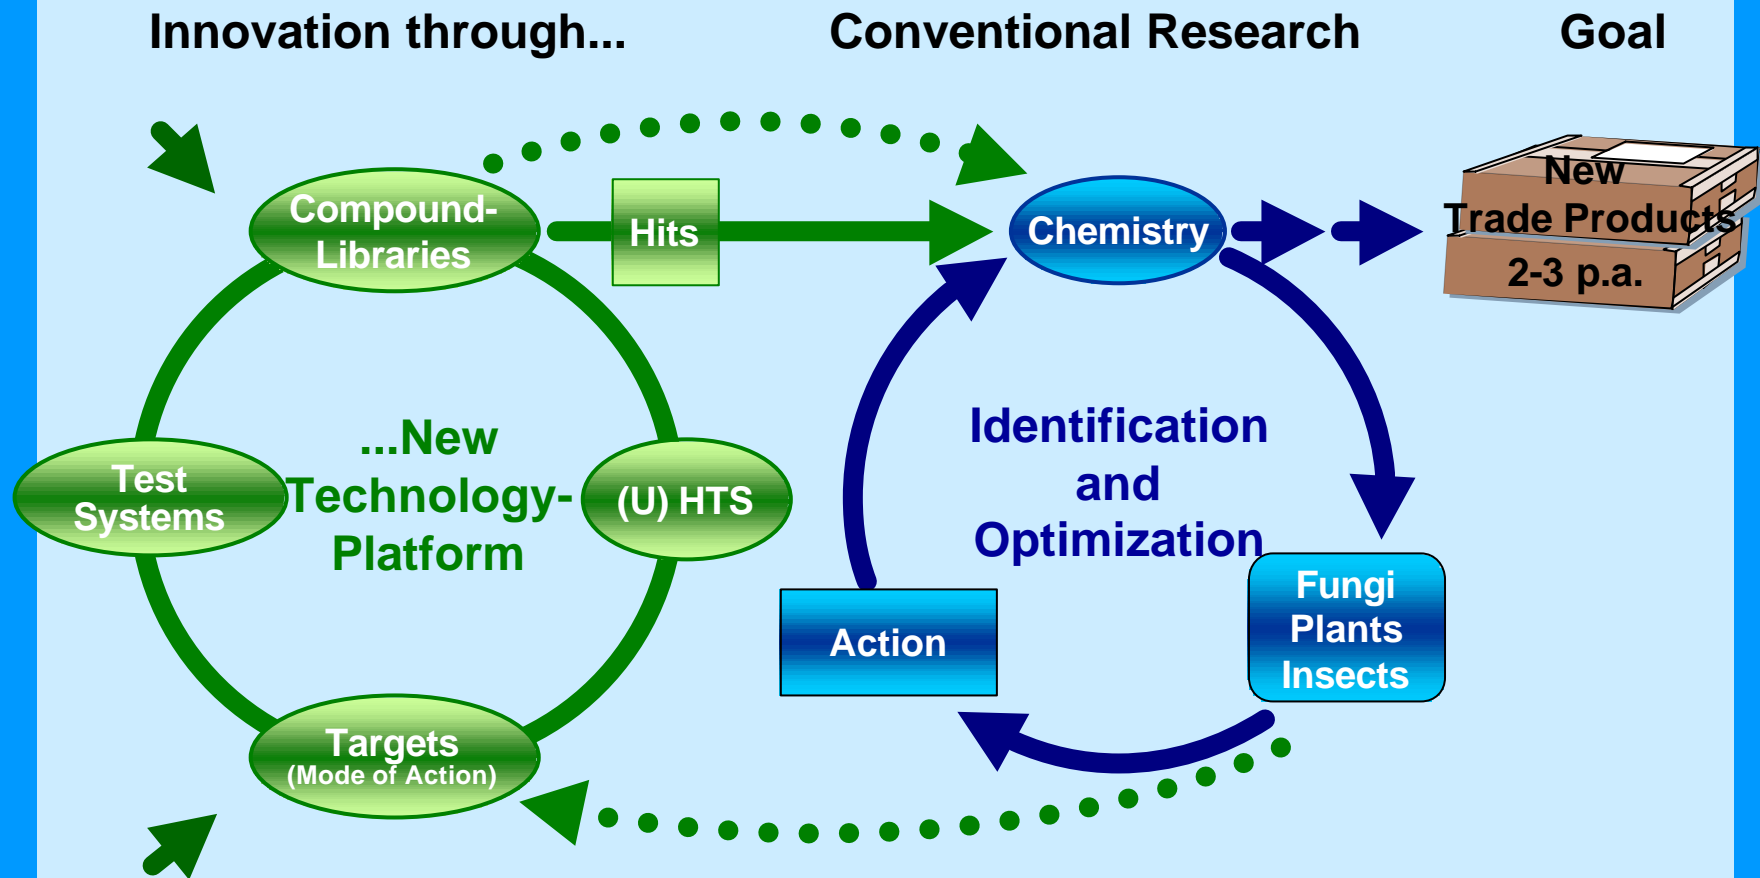 Innovation through...
Conventional Research
Goal
Compound-
Libraries
Hits
Chemistry
New
Trade Products
2-3 p.a.
...New
Technology-
Platform
Test
Systems
(U) HTS
Identification
and
Optimization
Fungi
Plants
Insects
Action
Targets
(Mode of Action)